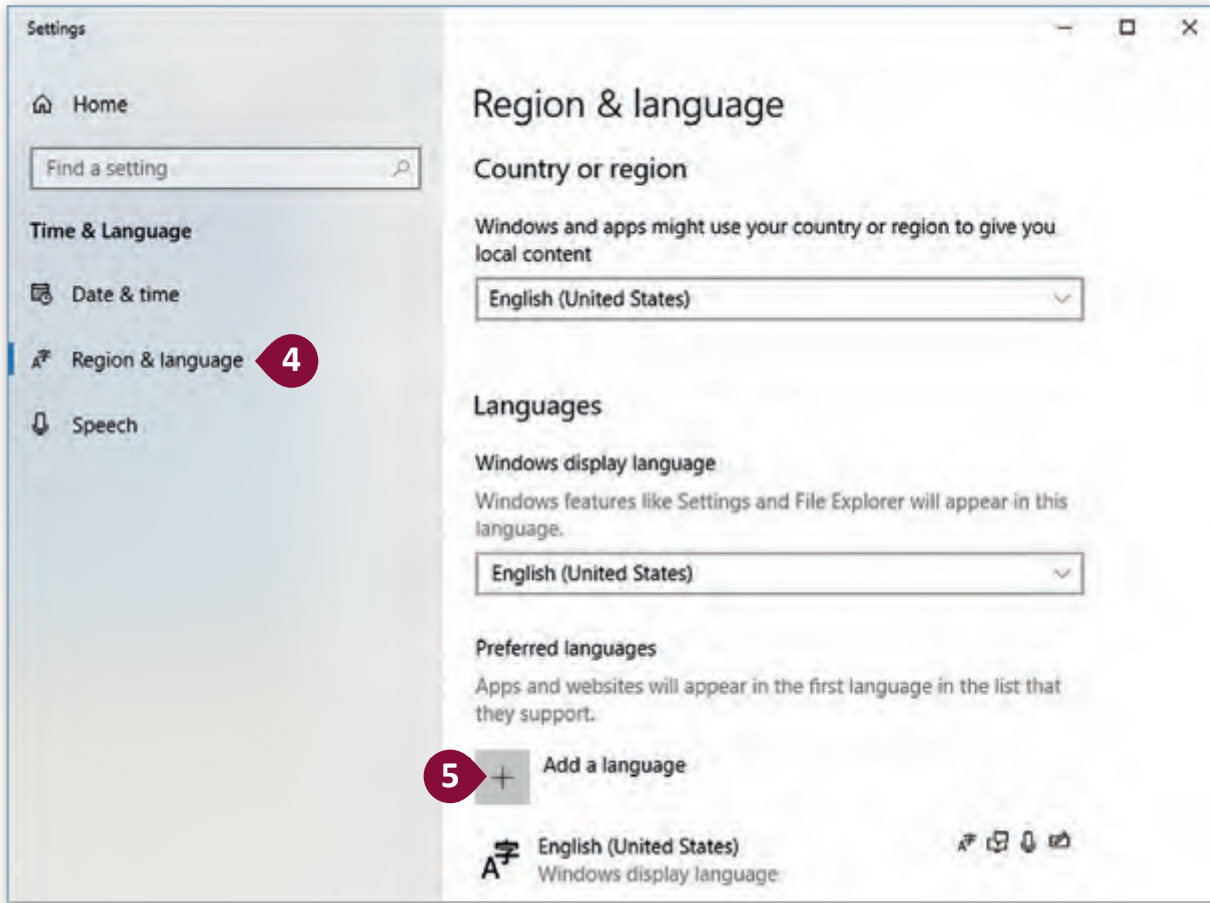 Settings
Home
Find a setting
Time & Language
Date & time
Region & language
4
Speech
Region & language
Country or region
Windows and apps might use your country or region to give you
local content
English (United States)
Languages
Windows display language
Windows features like Settings and File Explorer will appear in this
language.
English (United States)
Preferred languages
Apps and websites will appear in the first language in the list that
they support.
5
Add a language
A字
English (United States)
Windows display language